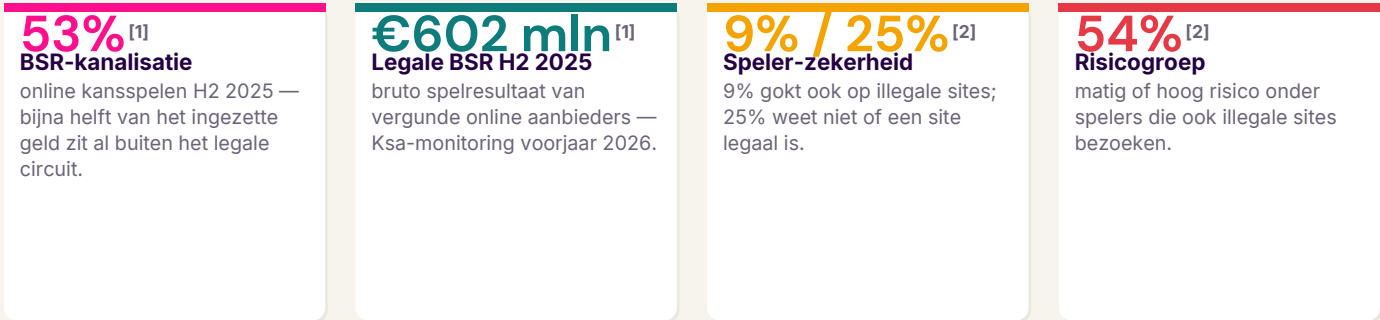 53%[1]
BSR-kanalisatie
online kansspelen H2 2025 —
bijna helft van het ingezette
geld zit al buiten het legale
circuit.
€602 mln[1]
Legale BSR H2 2025
bruto spelresultaat van
vergunde online aanbieders —
Ksa-monitoring voorjaar 2026.
9% / 25%[2]
Speler-zekerheid
9% gokt ook op illegale sites;
25% weet niet of een site
legaal is.
54%[2]
Risicogroep
matig of hoog risico onder
spelers die ook illegale sites
bezoeken.